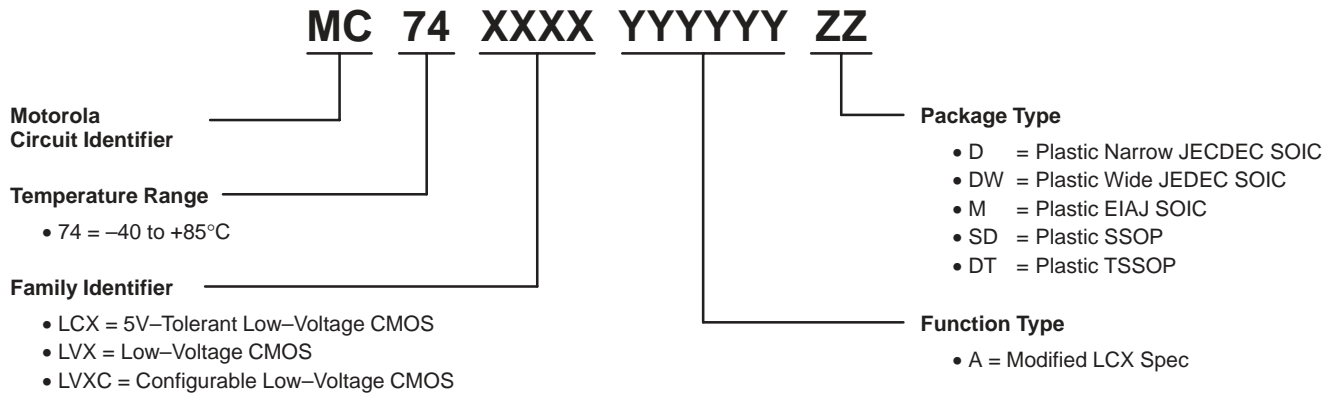 MC 74 XXXX YYYYYY ZZ
Motorola
Circuit Identifier
Temperature Range
• 74 = –40 to +85°C
Family Identifier
• LCX = 5V–Tolerant Low–Voltage CMOS
• LVX = Low–Voltage CMOS
• LVXC = Configurable Low–Voltage CMOS
Package Type
• D = Plastic Narrow JECDEC SOIC
• DW = Plastic Wide JEDEC SOIC
• M = Plastic EIAJ SOIC
• SD = Plastic SSOP
• DT = Plastic TSSOP
Function Type
• A = Modified LCX Spec